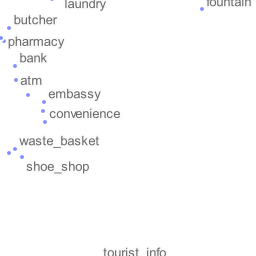 laundry
fountain
butcher
pharmacy
bank
atm
embassy
convenience
waste_basket
shoe_shop
tourist_info